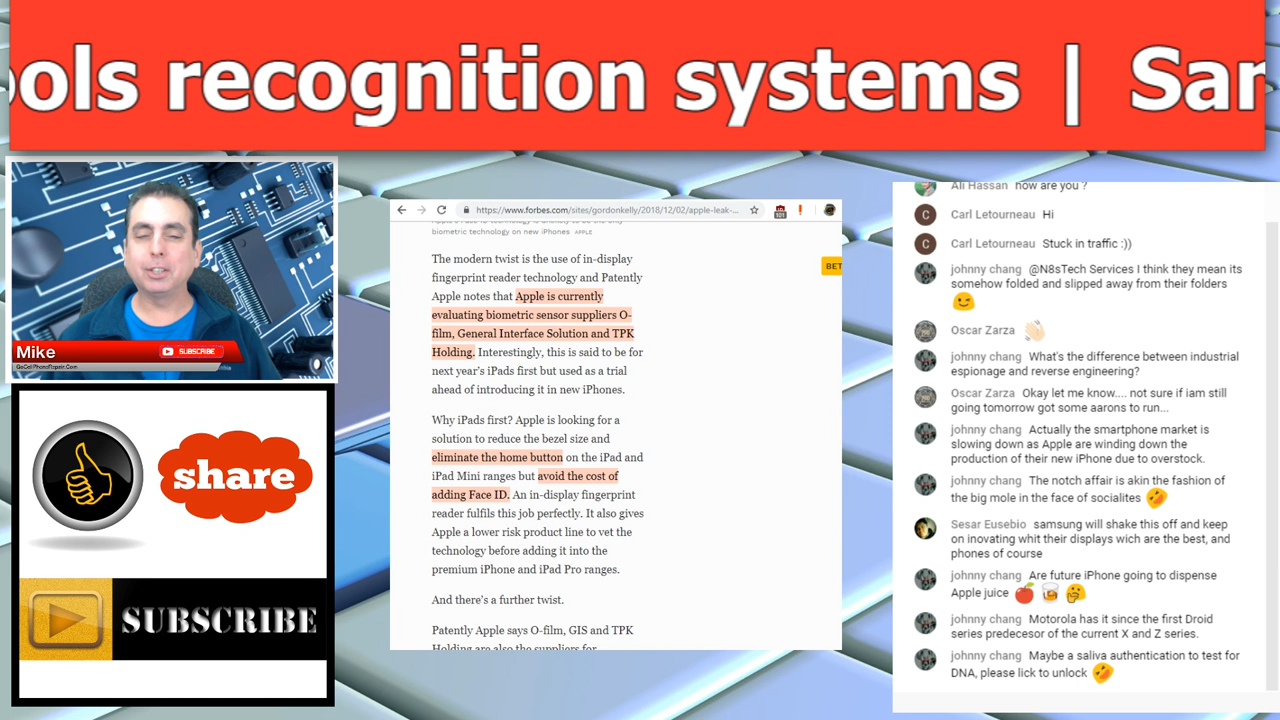 ols recognition systems | Sar
Mike
SUBSCRIBE
GoCellPhoneRepair.Com
share
SUBSCRIBE
https://www.forbes.com/sites/gordonkelly/2018/12/02/apple-leak-...
101
biometric technology on new iPhones APPLE
BET
The modern twist is the use of in-display
fingerprint reader technology and Patently
Apple notes that Apple is currently
evaluating biometric sensor suppliers O-
film, General Interface Solution and TPK
Holding. Interestingly, this is said to be for
next year's iPads first but used as a trial
ahead of introducing it in new iPhones.
Why iPads first? Apple is looking for a
solution to reduce the bezel size and
eliminate the home button on the iPad and
iPad Mini ranges but avoid the cost of
adding Face ID. An in-display fingerprint
reader fulfils this job perfectly. It also gives
Apple a lower risk product line to vet the
technology before adding it into the
premium iPhone and iPad Pro ranges.
And there's a further twist.
Patently Apple says O-film, GIS and TPK
Holding are also the suppliers for
Ali Hassan how are you ?
C Carl Letourneau Hi
C Carl Letourneau Stuck in traffic :))
johnny chang @N8sTech Services I think they mean its
somehow folded and slipped away from their folders
😉
Oscar Zarza 👋🏻
johnny chang What's the difference between industrial
espionage and reverse engineering?
Oscar Zarza Okay let me know.... not sure if iam still
going tomorrow got some aarons to run...
johnny chang Actually the smartphone market is
slowing down as Apple are winding down the
production of their new iPhone due to overstock.
johnny chang The notch affair is akin the fashion of
the big mole in the face of socialites 🤣
Sesar Eusebio samsung will shake this off and keep
on inovating whit their displays wich are the best, and
phones of course
johnny chang Are future iPhone going to dispense
Apple juice 🍎 🥃 🤔
johnny chang Motorola has it since the first Droid
series predecesor of the current X and Z series.
johnny chang Maybe a saliva authentication to test for
DNA, please lick to unlock 🤣